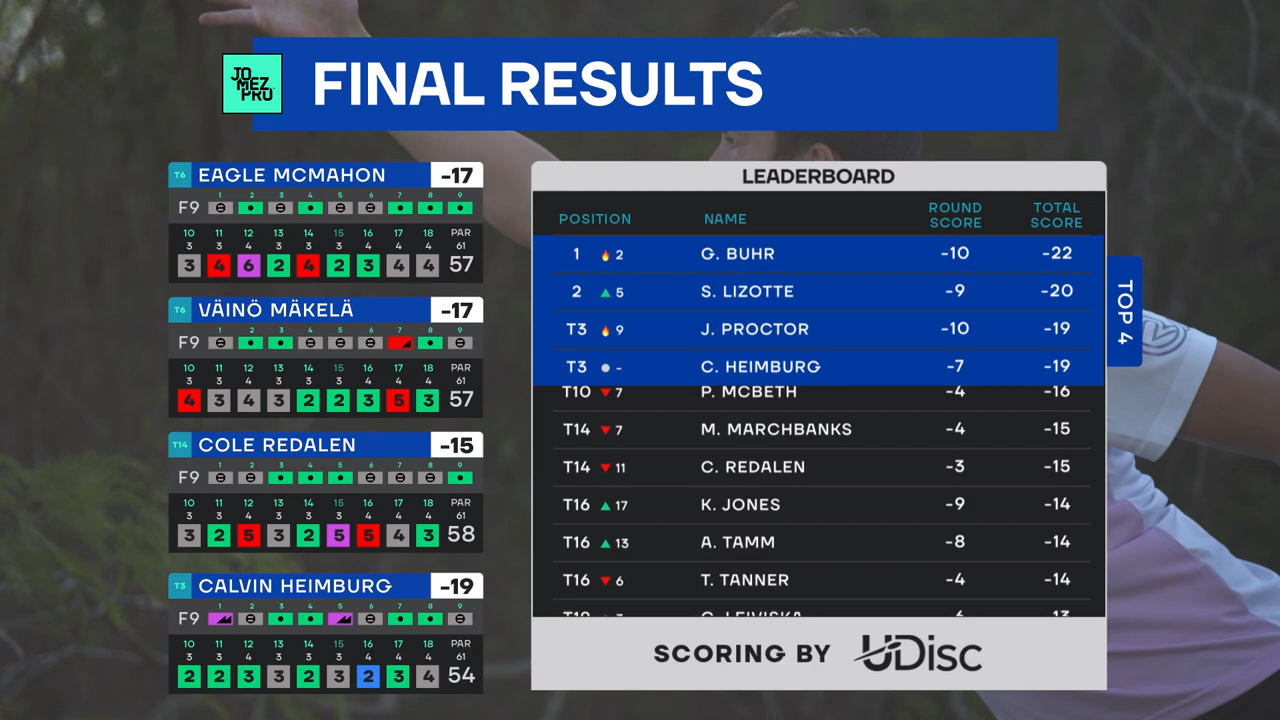 JO
MEZ
PRO
FINAL RESULTS
T6 EAGLE MCMAHON -17
1 2 3 4 5 6 7 8 9
F9
10 11 12 13 14 15 16 17 18 PAR
3 3 4 3 3 3 4 4 4 61
3 4 6 2 4 2 3 4 4 57
T6 VÄINÖ MÄKELÄ -17
1 2 3 4 5 6 7 8 9
F9
10 11 12 13 14 15 16 17 18 PAR
3 3 4 3 3 3 4 4 4 61
4 3 4 3 2 2 3 5 3 57
T14 COLE REDALEN -15
1 2 3 4 5 6 7 8 9
F9
10 11 12 13 14 15 16 17 18 PAR
3 3 4 3 3 3 4 4 4 61
3 2 5 3 2 5 5 4 3 58
T3 CALVIN HEIMBURG -19
1 2 3 4 5 6 7 8 9
F9
10 11 12 13 14 15 16 17 18 PAR
3 3 4 3 3 3 4 4 4 61
2 2 3 3 2 3 2 3 4 54
LEADERBOARD
POSITION NAME ROUND SCORE TOTAL SCORE
1 2 G. BUHR -10 -22
2 5 S. LIZOTTE -9 -20
T3 9 J. PROCTOR -10 -19
T3 - C. HEIMBURG -7 -19
T10 7 P. MCBETH -4 -16
T14 7 M. MARCHBANKS -4 -15
T14 11 C. REDALEN -3 -15
T16 17 K. JONES -9 -14
T16 13 A. TAMM -8 -14
T16 6 T. TANNER -4 -14
TOP 4
SCORING BY UDisc